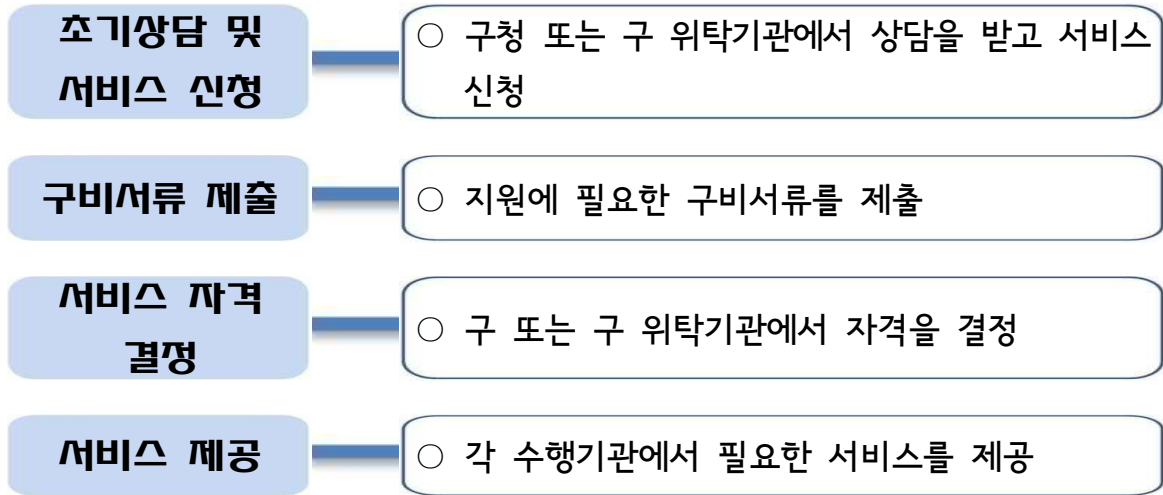 초기상담 및
서비스 신청
○ 구청 또는 구 위탁기관에서 상담을 받고 서비스
신청
구비서류 제출
○ 지원에 필요한 구비서류를 제출
서비스 자격
결정
○ 구 또는 구 위탁기관에서 자격을 결정
서비스 제공
○ 각 수행기관에서 필요한 서비스를 제공